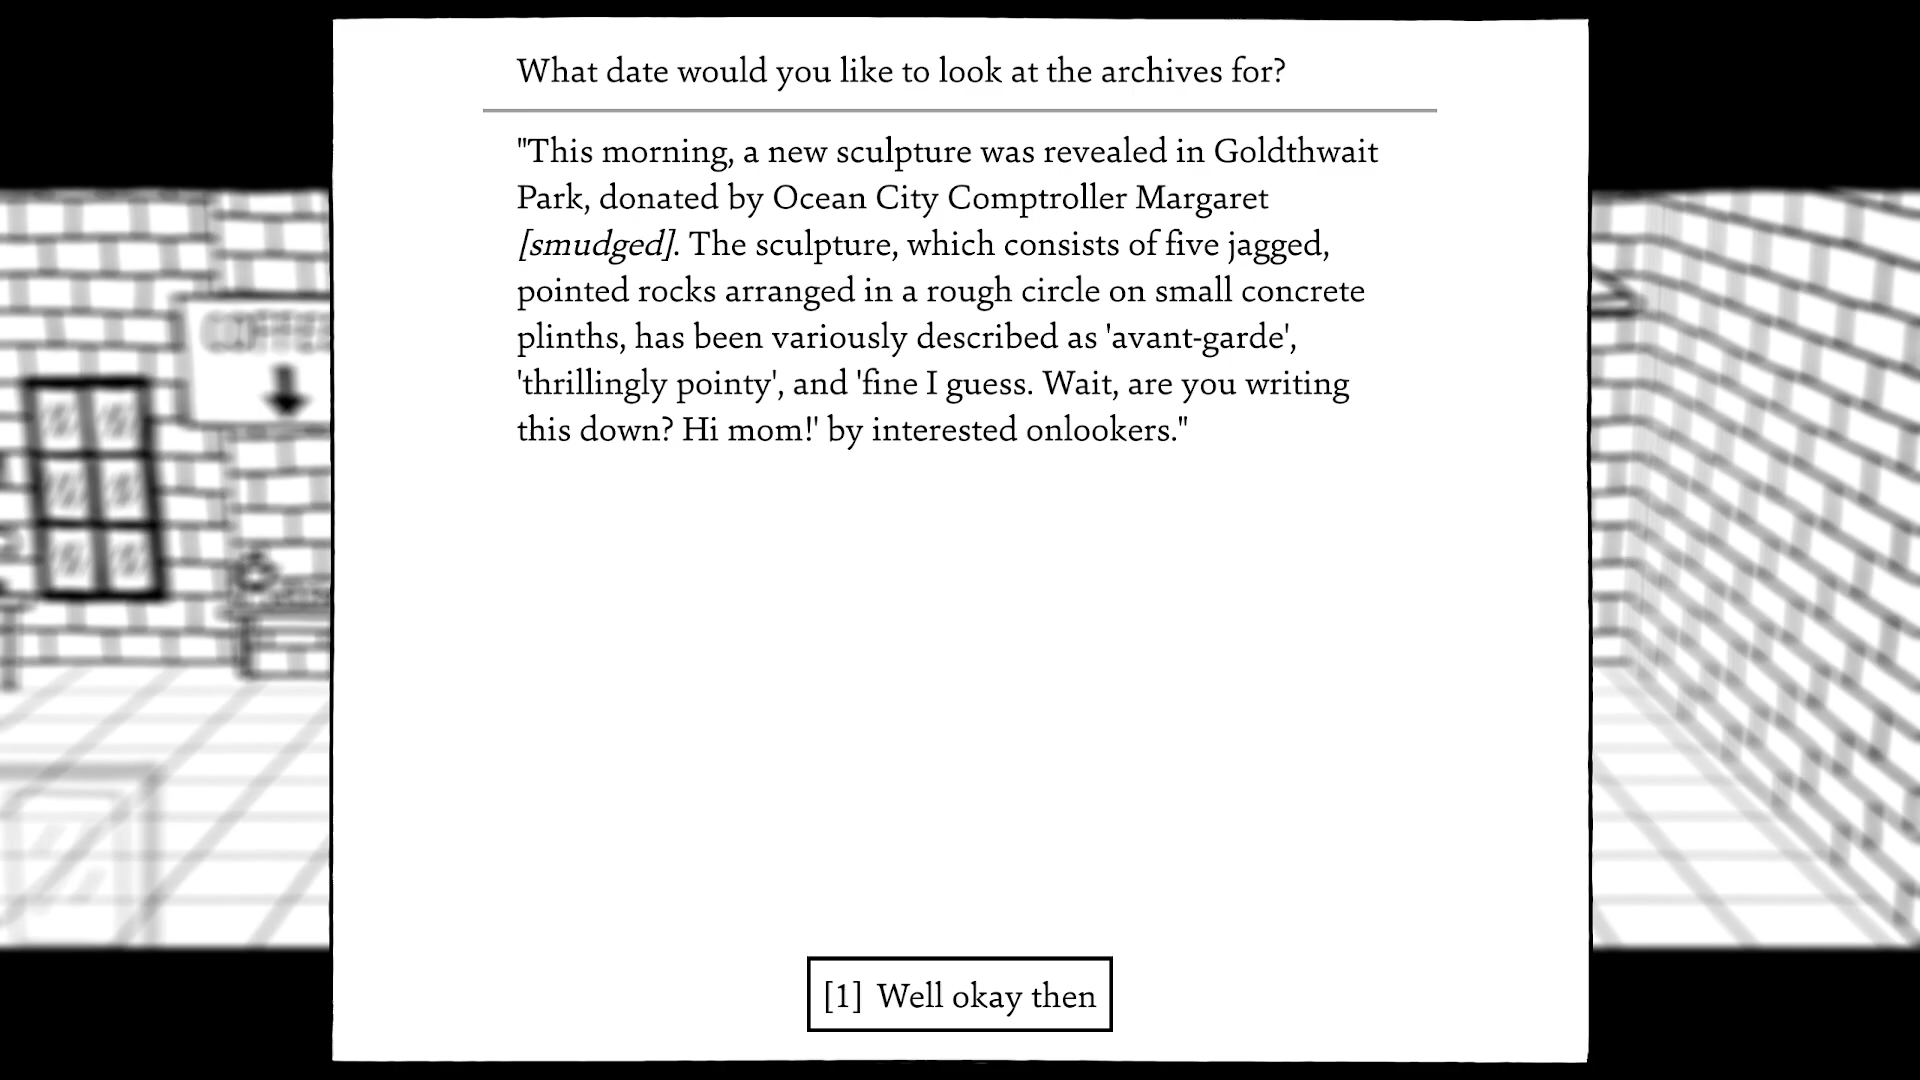 What date would you like to look at the archives for?
"This morning, a new sculpture was revealed in Goldthwait
Park, donated by Ocean City Comptroller Margaret
[smudged]. The sculpture, which consists of five jagged,
pointed rocks arranged in a rough circle on small concrete
plinths, has been variously described as 'avant-garde',
'thrillingly pointy', and 'fine I guess. Wait, are you writing
this down? Hi mom!' by interested onlookers."
[1] Well okay then